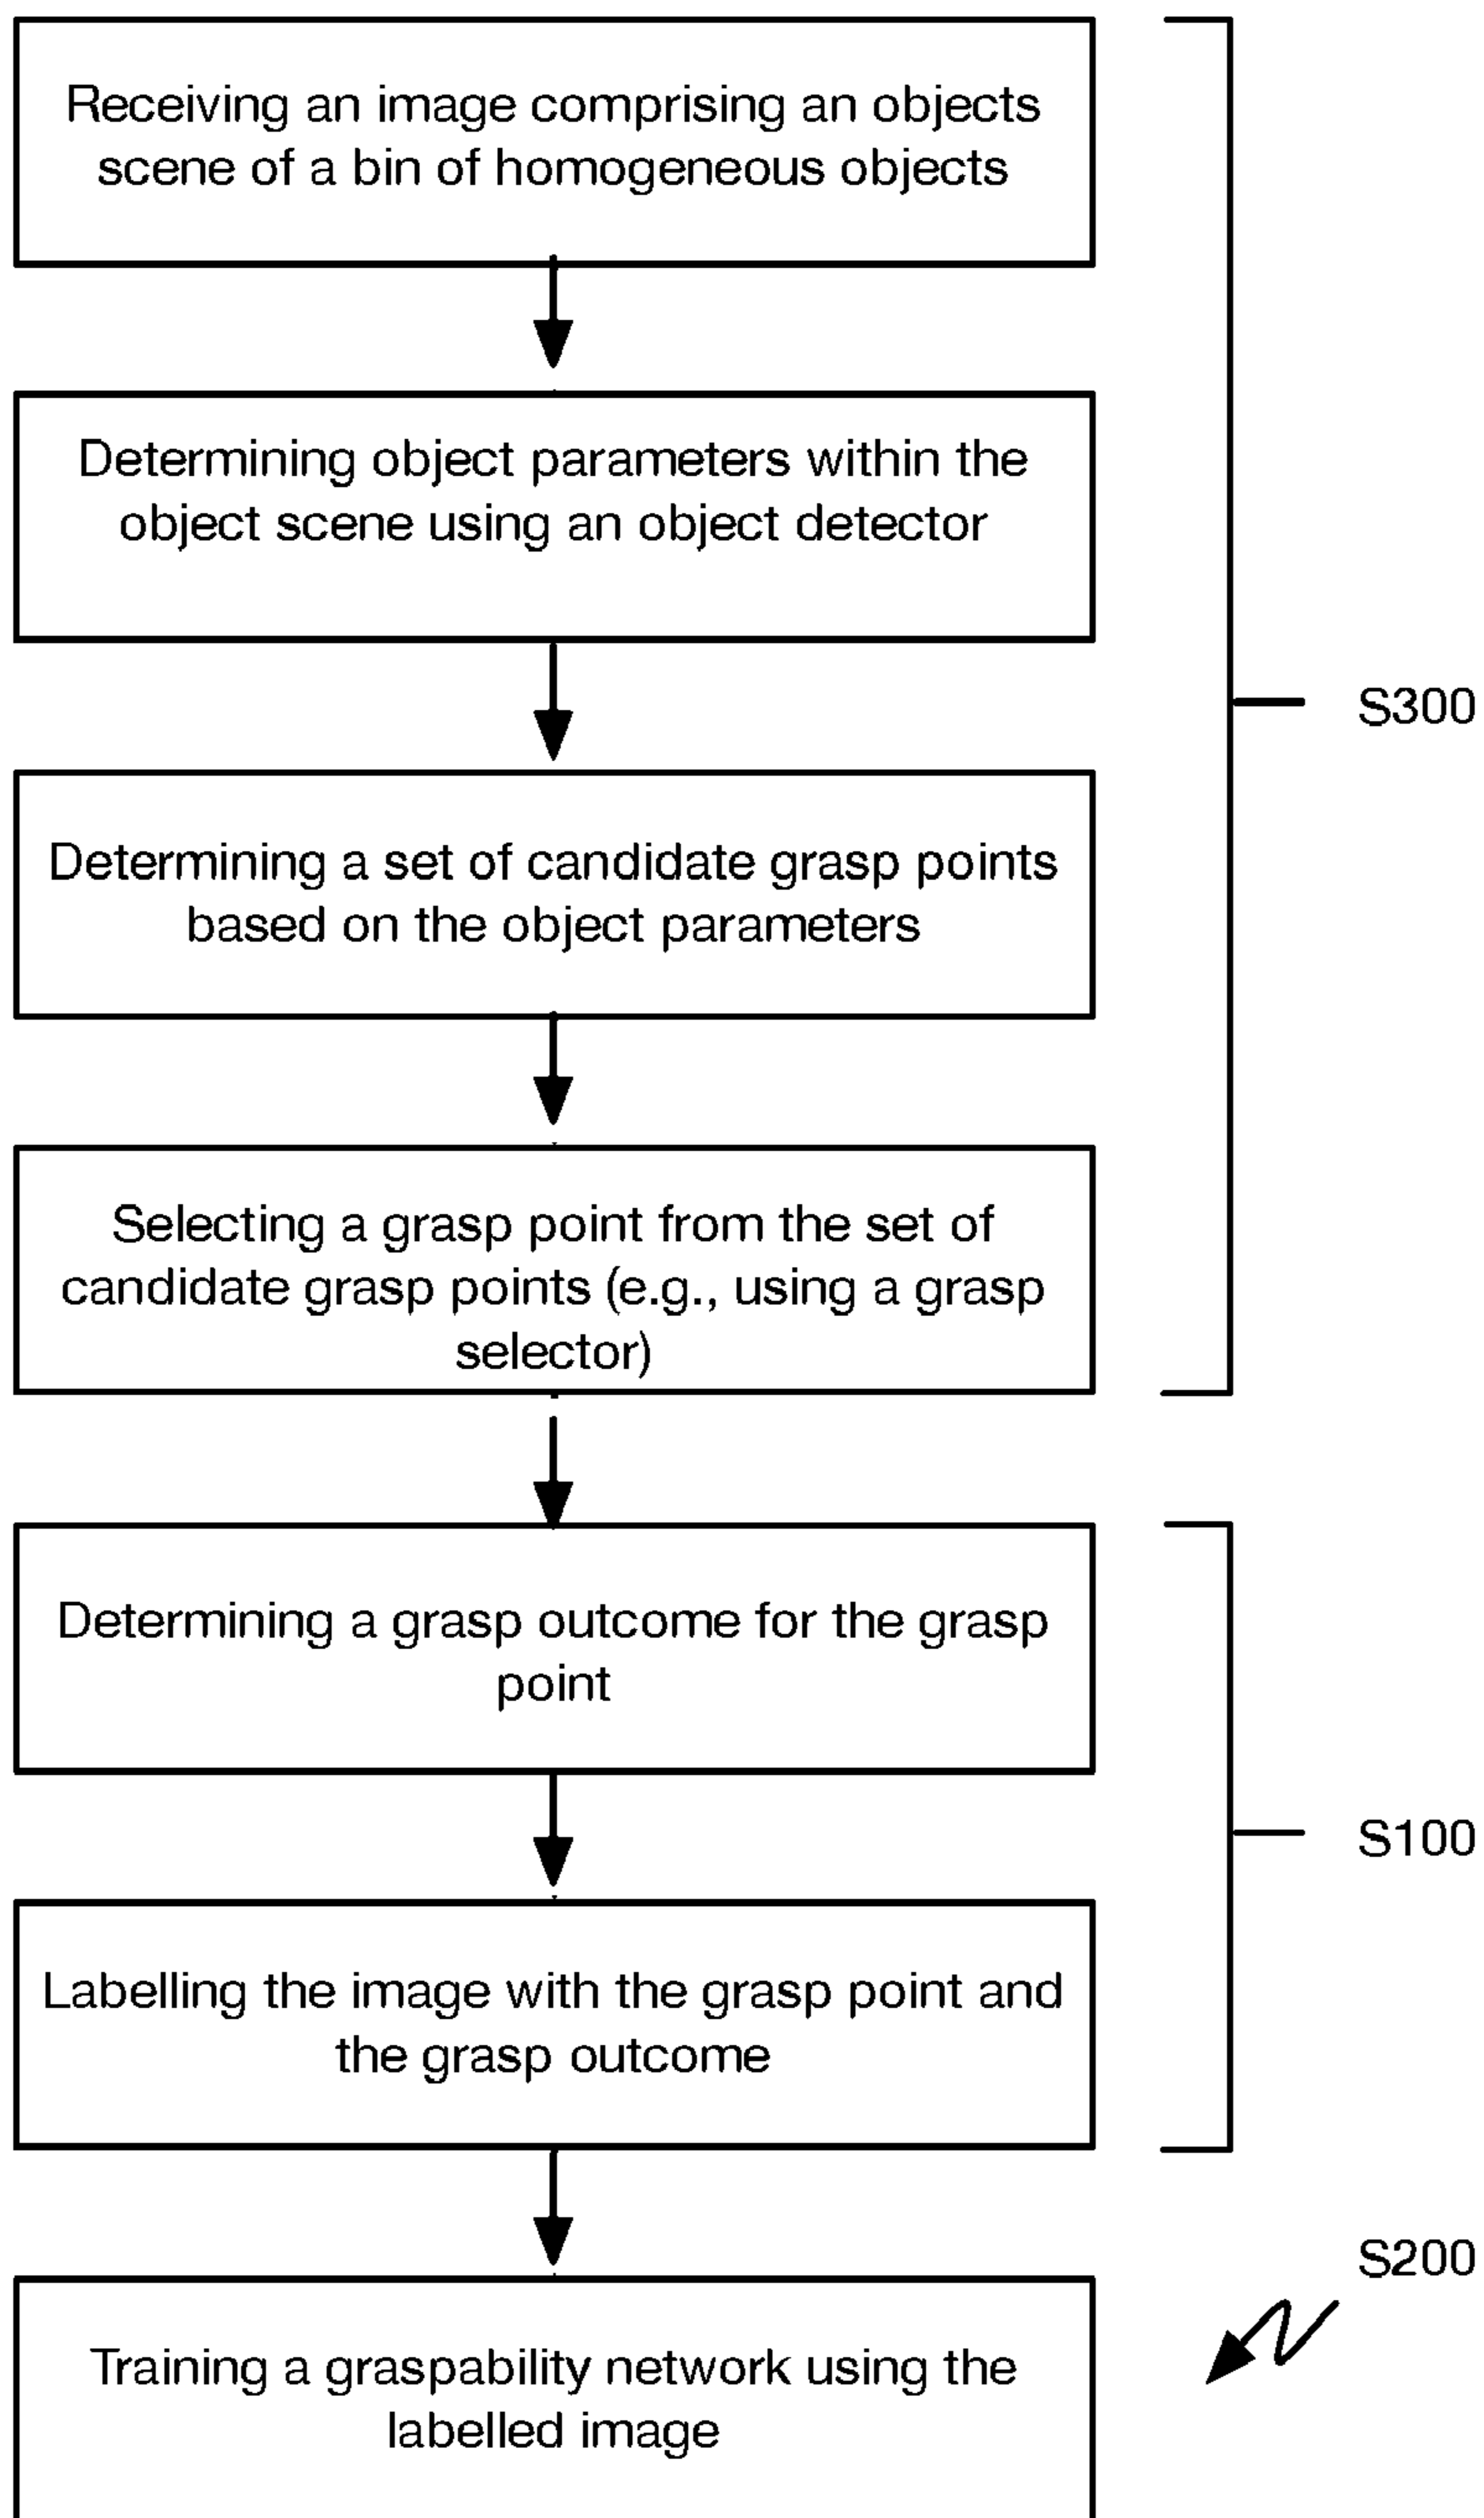 Receiving an image comprising an objects
scene of a bin of homogeneous objects
Determining object parameters within the
object scene using an object detector
S300
Determining a set of candidate grasp points
based on the object parameters
Selecting a grasp point from the set of
candidate grasp points (e.g., using a grasp
selector)
Determining a grasp outcome for the grasp
point
S100
Labelling the image with the grasp point and
the grasp outcome
S200
Training a graspability network using the
labelled image